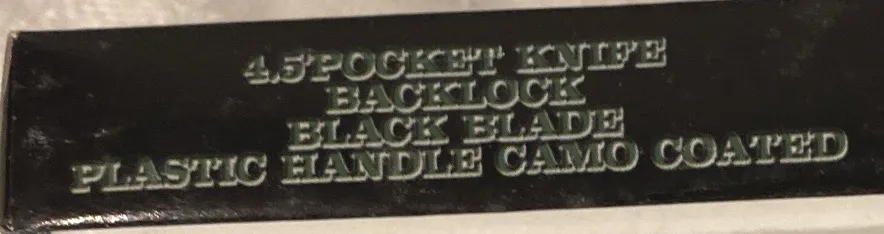 4.5'POCKET KNIFE
BACKLOCK
BLACK BLADE
PLASTIC HANDLE CAMO COATED